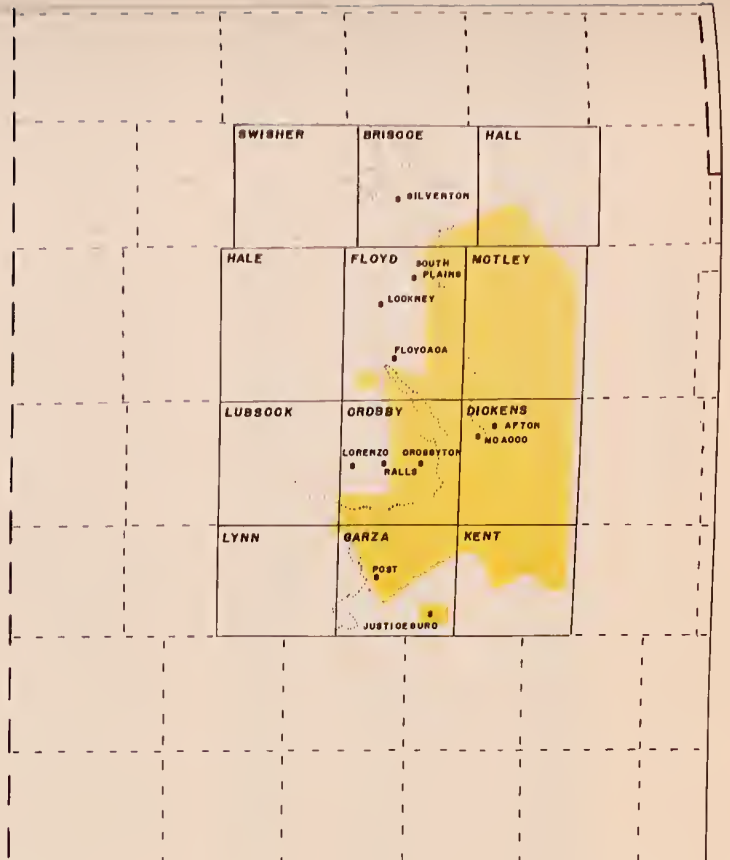 SWISHER
BRISCOE
HALL
SILVERTON
HALE
FLOYD
MOTLEY
SOUTH
PLAINS
LOCKNEY
FLOYDADA
LUBBOCK
CROSBY
DICKENS
AFTON
MCADOO
LORENZO
CROSBYTON
RALLS
LYNN
GARZA
KENT
POST
JUSTICEBURG